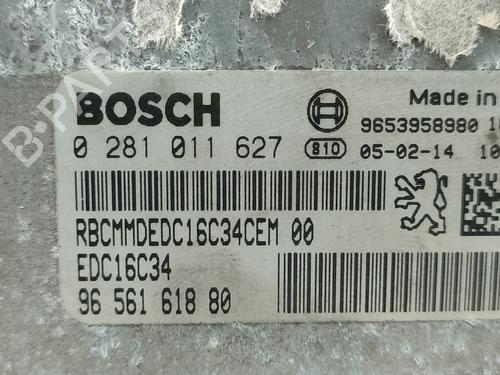 B-PARTS
BOSCH
Made in
9653958980
0 281 011 627
810
05-02-14
RBCMMDEDC16C34CEM 00
EDC16C34
96 561 618 80